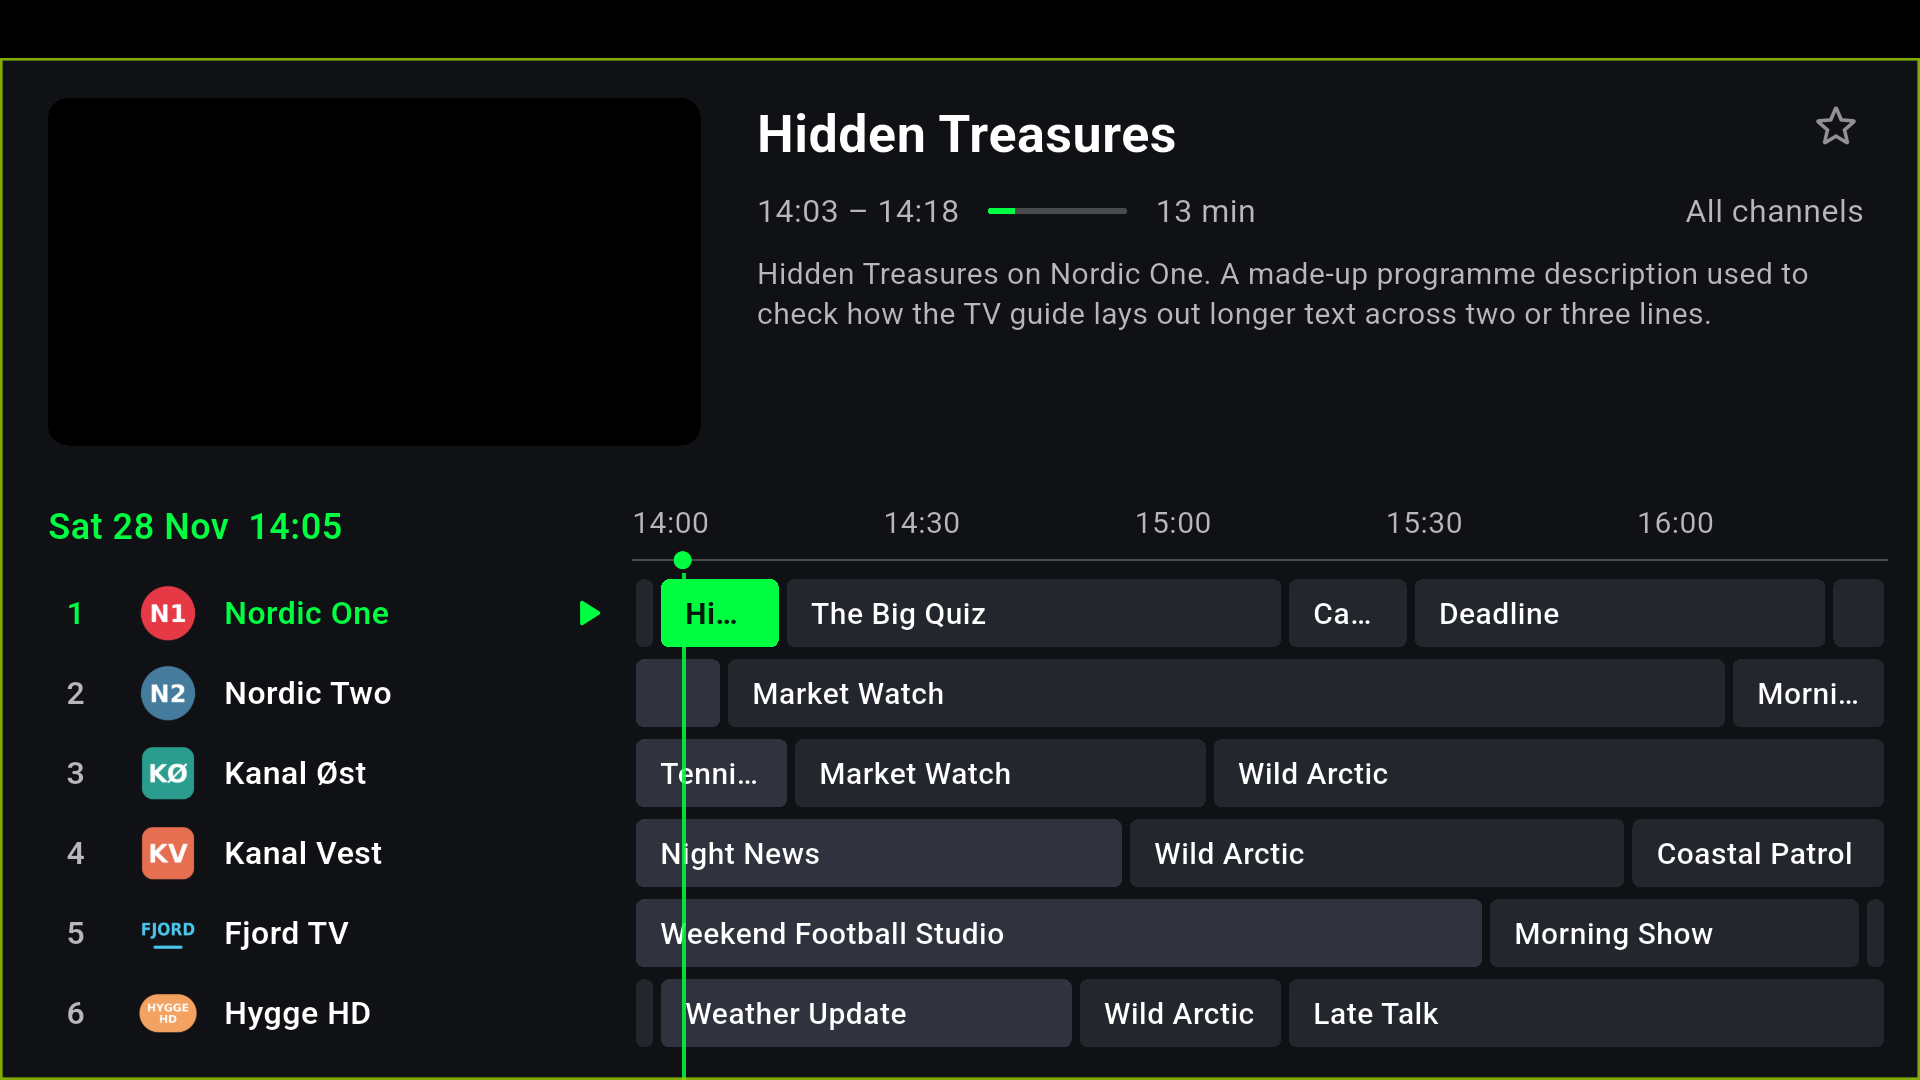 Hidden Treasures
14:03 – 14:18 13 min All channels
Hidden Treasures on Nordic One. A made-up programme description used to
check how the TV guide lays out longer text across two or three lines.
Sat 28 Nov 14:05 14:00 14:30 15:00 15:30 16:00
1 N1 Nordic One Hi... The Big Quiz Ca... Deadline
2 N2 Nordic Two Market Watch Morni...
3 KØ Kanal Øst Tenni... Market Watch Wild Arctic
4 KV Kanal Vest Night News Wild Arctic Coastal Patrol
5 FJORD Fjord TV Weekend Football Studio Morning Show
6 HYGGE HD Hygge HD Weather Update Wild Arctic Late Talk